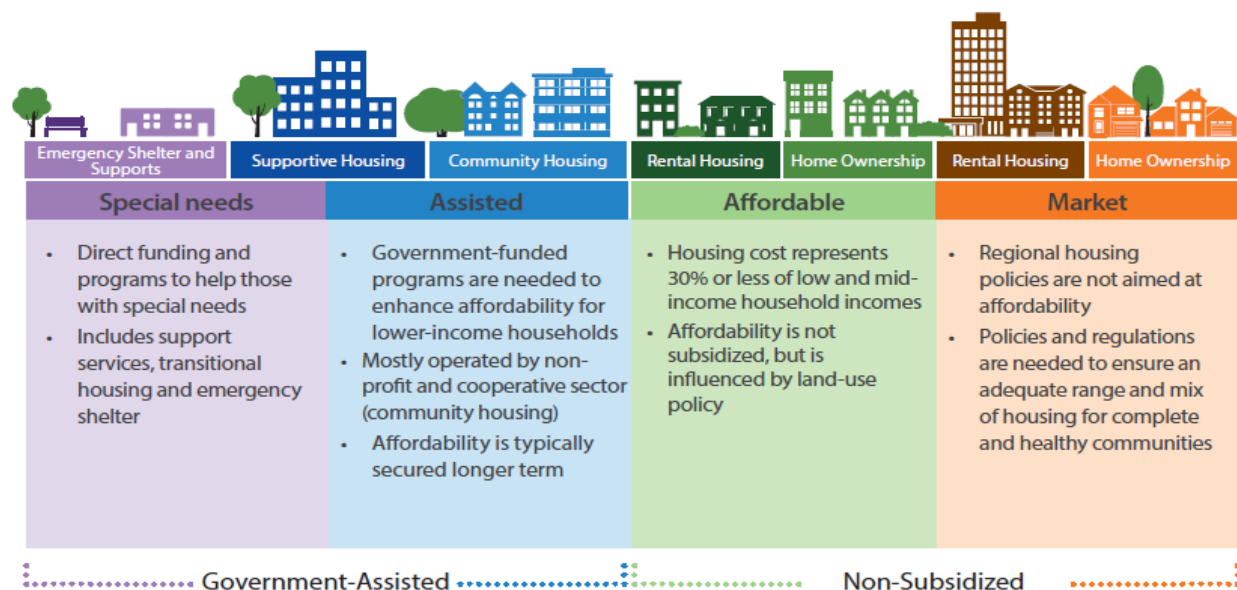 Emergency Shelter and
Supports
Supportive Housing
Community Housing
Rental Housing
Home Ownership
Rental Housing
Home Ownership
Special needs
Assisted
Affordable
Market
• Direct funding and
programs to help those
with special needs
• Includes support
services, transitional
housing and emergency
shelter
• Government-funded
programs are needed to
enhance affordability for
lower-income households
• Mostly operated by non-
profit and cooperative sector
(community housing)
• Affordability is typically
secured longer term
• Housing cost represents
30% or less of low and mid-
income household incomes
• Affordability is not
subsidized, but is
influenced by land-use
policy
• Regional housing
policies are not aimed at
affordability
• Policies and regulations
are needed to ensure an
adequate range and mix
of housing for complete
and healthy communities
Government-Assisted
Non-Subsidized